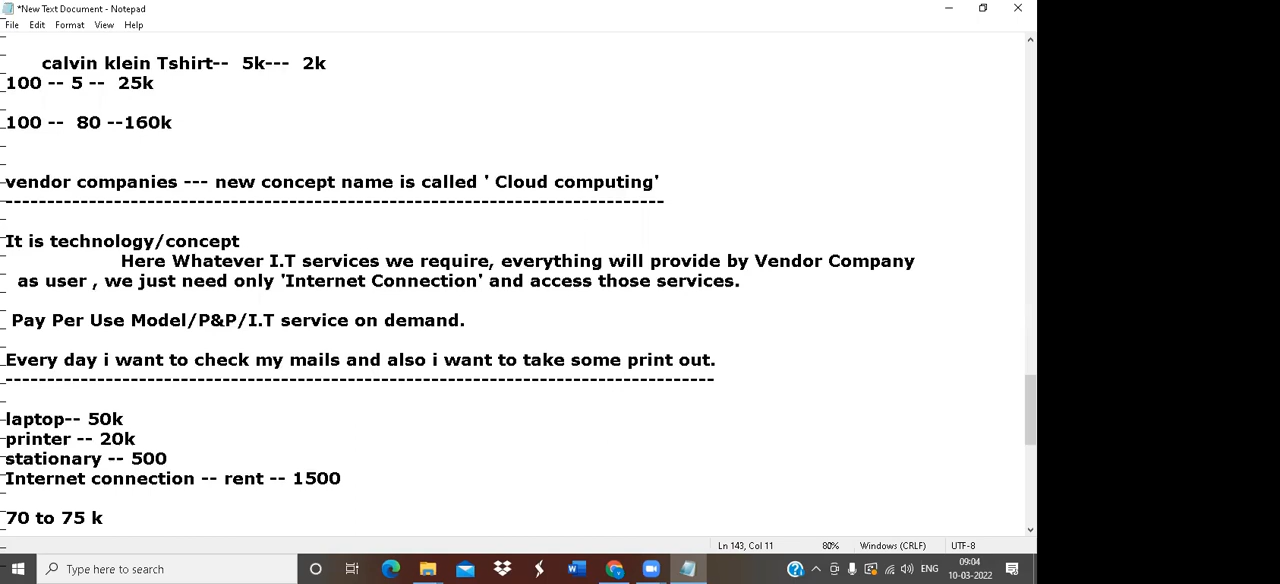 *New Text Document - Notepad
File Edit Format View Help
calvin klein Tshirt-- 5k--- 2k
100 -- 5 -- 25k
100 -- 80 --160k
vendor companies --- new concept name is called ' Cloud computing'
--------------------------------------------------------------------------------
It is technology/concept
Here Whatever I.T services we require, everything will provide by Vendor Company
as user , we just need only 'Internet Connection' and access those services.
Pay Per Use Model/P&P/I.T service on demand.
Every day i want to check my mails and also i want to take some print out.
--------------------------------------------------------------------------------------
laptop-- 50k
printer -- 20k
stationary -- 500
Internet connection -- rent -- 1500
70 to 75 k
Ln 143, Col 11 80% Windows (CRLF) UTF-8
Type here to search
ENG
09:04
10-03-2022